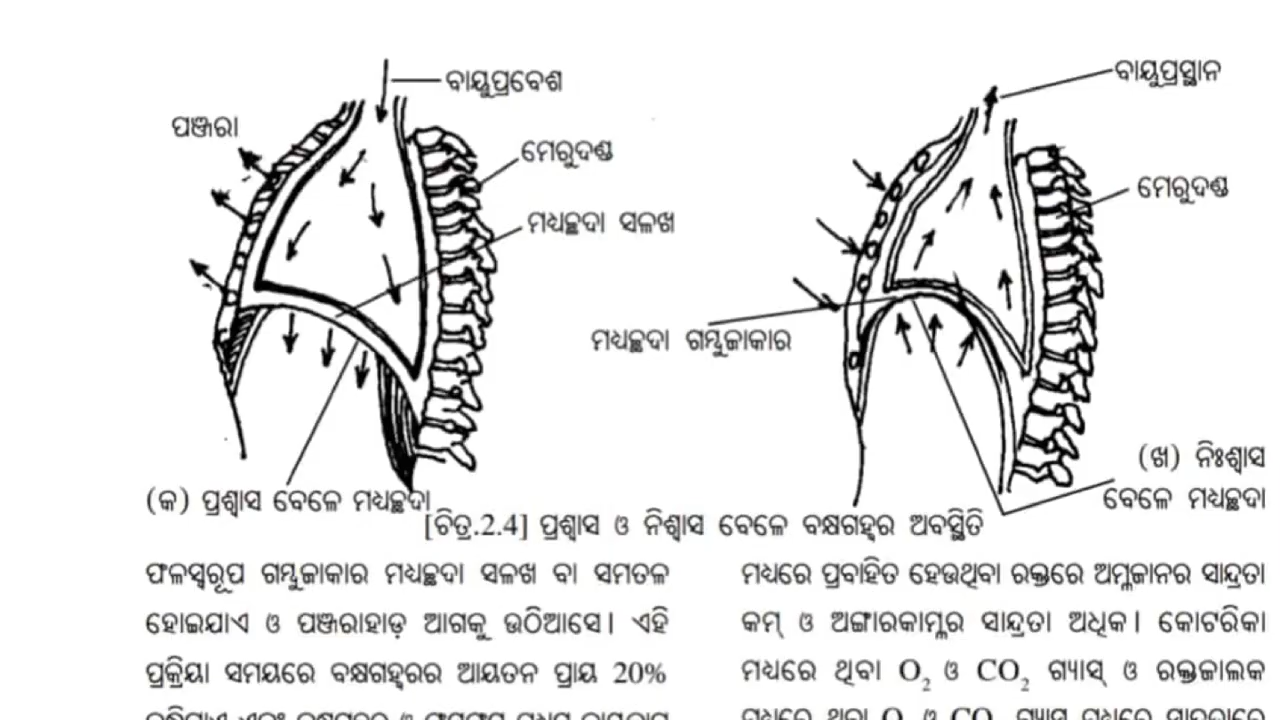 ବାୟୁପ୍ରବେଶ
ପଞ୍ଜରା
ମେରୁଦଣ୍ଡ
ମଧ୍ୟଚ୍ଛଦା ସଳଖ
(କ) ପ୍ରଶ୍ୱାସ ବେଳେ ମଧ୍ୟଚ୍ଛଦା
ବାୟୁପ୍ରସ୍ଥାନ
ମେରୁଦଣ୍ଡ
ମଧ୍ୟଚ୍ଛଦା ଗମ୍ଭୁଜାକାର
(ଖ) ନିଃଶ୍ୱାସ
ବେଳେ ମଧ୍ୟଚ୍ଛଦା
[ଚିତ୍ର.2.4] ପ୍ରଶ୍ୱାସ ଓ ନିଶ୍ୱାସ ବେଳେ ବକ୍ଷଗହ୍ୱର ଅବସ୍ଥିତି
ଫଳସ୍ୱରୂପ ଗମ୍ଭୁଜାକାର ମଧ୍ୟଚ୍ଛଦା ସଳଖ ବା ସମତଳ
ହୋଇଯାଏ ଓ ପଞ୍ଜରାହାଡ଼ ଆଗକୁ ଉଠିଆସେ। ଏହି
ପ୍ରକ୍ରିୟା ସମୟରେ ବକ୍ଷଗହ୍ୱରର ଆୟତନ ପ୍ରାୟ 20%
ମଧ୍ୟରେ ପ୍ରବାହିତ ହେଉଥିବା ରକ୍ତରେ ଅମ୍ଳଜାନର ସାନ୍ଦ୍ରତା
କମ୍ ଓ ଅଙ୍ଗାରକାମ୍ଳର ସାନ୍ଦ୍ରତା ଅଧିକ। କୋଟରିକା
ମଧ୍ୟରେ ଥିବା O₂ ଓ CO₂ ଗ୍ୟାସ୍ ଓ ରକ୍ତଜାଲକ